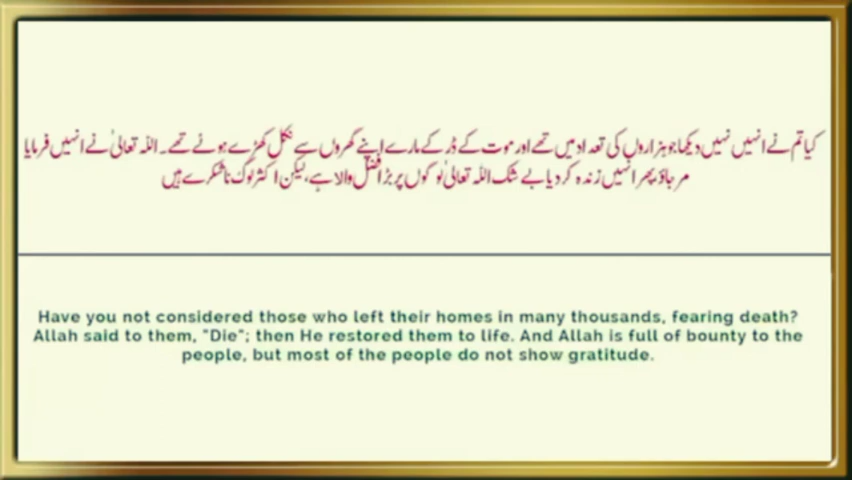 کیا تم نے انہیں نہیں دیکھا جو ہزاروں کی تعداد میں تھے اور موت کے ڈر کے مارے اپنے گھروں سے نکل کھڑے ہوئے تھے۔ اللہ تعالیٰ نے انہیں فرمایا
مرجاؤ، پھر انہیں زندہ کردیا بے شک اللہ تعالیٰ لوگوں پر بڑا فضل والا ہے، لیکن اکثر لوگ ناشکرے ہیں
Have you not considered those who left their homes in many thousands, fearing death?
Allah said to them, "Die"; then He restored them to life. And Allah is full of bounty to the
people, but most of the people do not show gratitude.